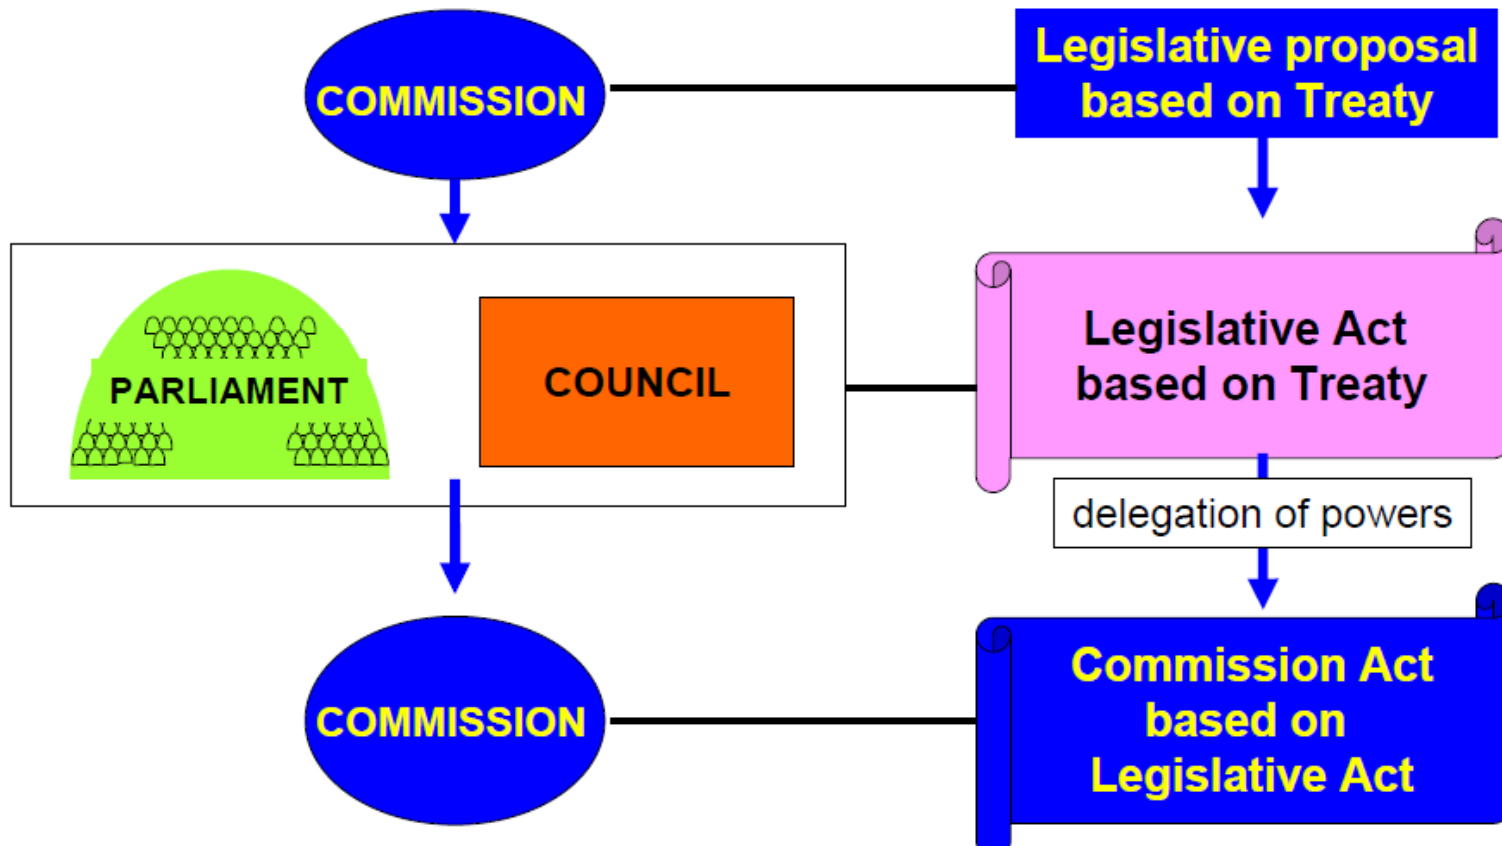 COMMISSION
Legislative proposal
based on Treaty
PARLIAMENT
COUNCIL
Legislative Act
based on Treaty
delegation of powers
COMMISSION
Commission Act
based on
Legislative Act